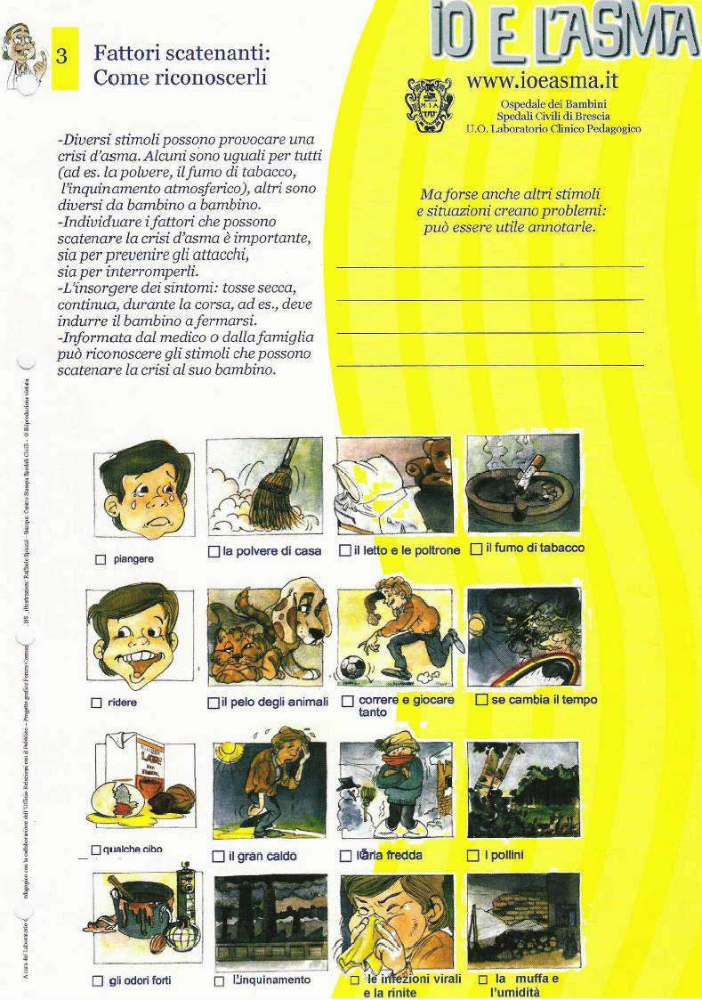 IO E L'ASMA
3
Fattori scatenanti:
Come riconoscerli
www.ioeasma.it
M.I.A.
Ospedale dei Bambini
Spedali Civili di Brescia
U.O. Laboratorio Clinico Pedagogico
-Diversi stimoli possono provocare una
crisi d'asma. Alcuni sono uguali per tutti
(ad es. la polvere, il fumo di tabacco,
l'inquinamento atmosferico), altri sono
diversi da bambino a bambino.
-Individuare i fattori che possono
scatenare la crisi d'asma è importante,
sia per prevenire gli attacchi,
sia per interromperli.
-L'insorgere dei sintomi: tosse secca,
continua, durante la corsa, ad es., deve
indurre il bambino a fermarsi.
-Informata dal medico o dalla famiglia
può riconoscere gli stimoli che possono
scatenare la crisi al suo bambino.
Ma forse anche altri stimoli
e situazioni creano problemi:
può essere utile annotarle.
piangere
la polvere di casa
il letto e le poltrone
il fumo di tabacco
ridere
il pelo degli animali
correre e giocare
tanto
se cambia il tempo
LATTE
qualche cibo
il gran caldo
l'aria fredda
I pollini
gli odori forti
L'inquinamento
le infezioni virali
e la rinite
la muffa e
l'umidità
A cura del Laboratorio
edagogico con la collaborazione dell'Ufficio Relazioni con il Pubblico – Progetto grafico Forum Comuni
BS _illustrazioni: Raffaele Spiazzi - Stampa: Centro Stampa Spedali Civili - © Riproduzione vietata